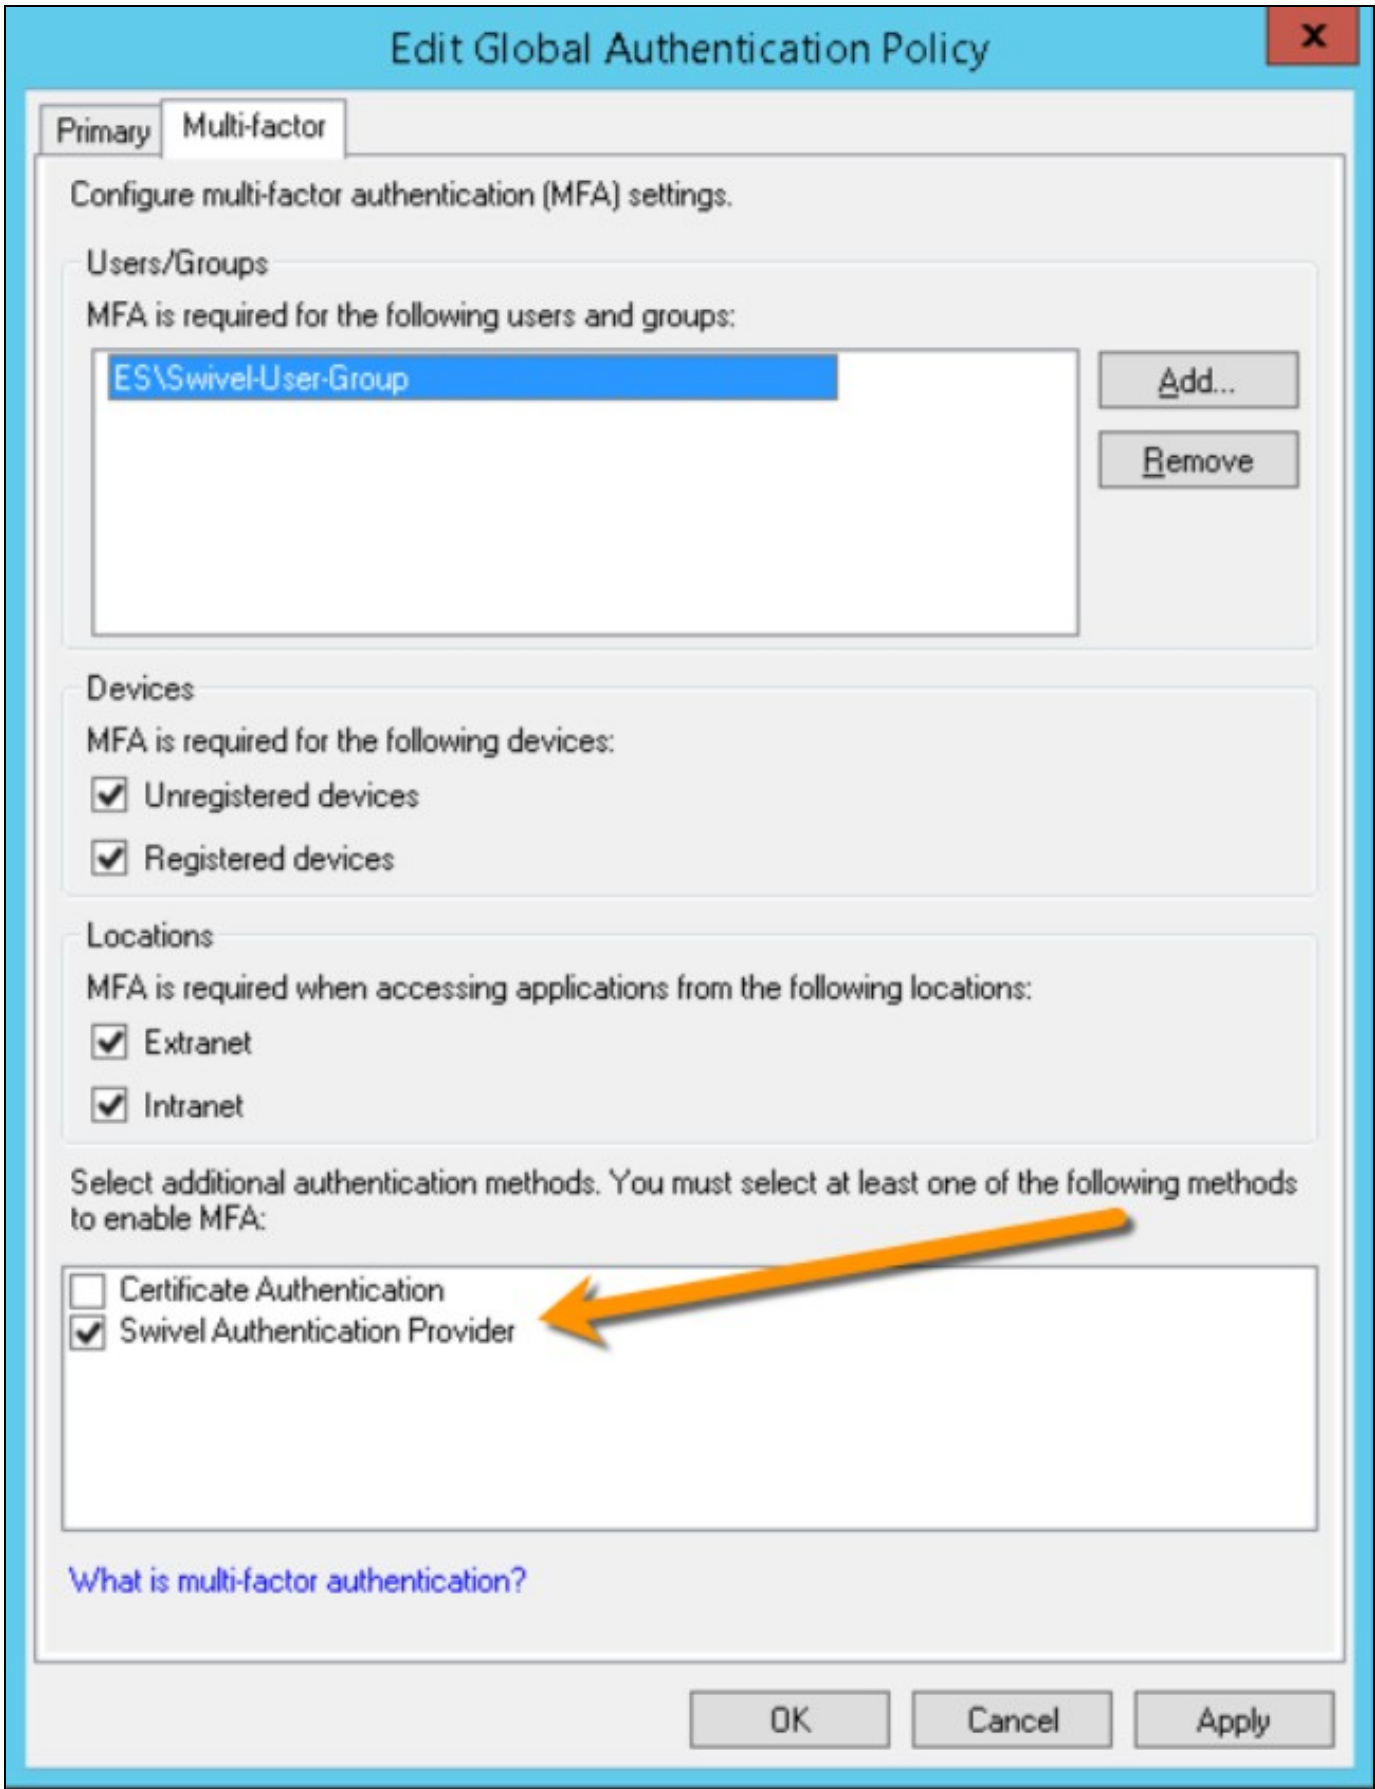 Edit Global Authentication Policy
x
Primary
Multi-factor
Configure multi-factor authentication (MFA) settings.
Users/Groups
MFA is required for the following users and groups:
ES\Swivel-User-Group
Add...
Remove
Devices
MFA is required for the following devices:
Unregistered devices
Registered devices
Locations
MFA is required when accessing applications from the following locations:
Extranet
Intranet
Select additional authentication methods. You must select at least one of the following methods
to enable MFA:
Certificate Authentication
Swivel Authentication Provider
What is multi-factor authentication?
OK
Cancel
Apply